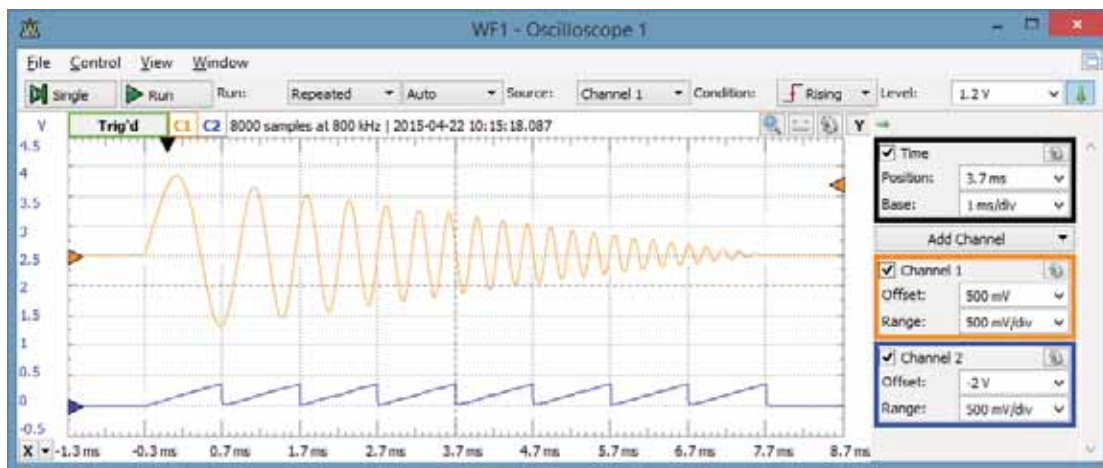 WF1 - Oscilloscope 1
File Control View Window
Single Run Run: Repeated Auto Source: Channel 1 Condition: Rising Level: 1.2 V
V Trig'd C1 C2 8000 samples at 800 kHz | 2015-04-22 10:15:18.087 Y
4.5
4
3.5
3
2.5
2
1.5
1
0.5
0
-0.5
X -1.3 ms -0.3 ms 0.7 ms 1.7 ms 2.7 ms 3.7 ms 4.7 ms 5.7 ms 6.7 ms 7.7 ms 8.7 ms
Time
Position: 3.7 ms
Base: 1 ms/div
Add Channel
Channel 1
Offset: 500 mV
Range: 500 mV/div
Channel 2
Offset: -2 V
Range: 500 mV/div